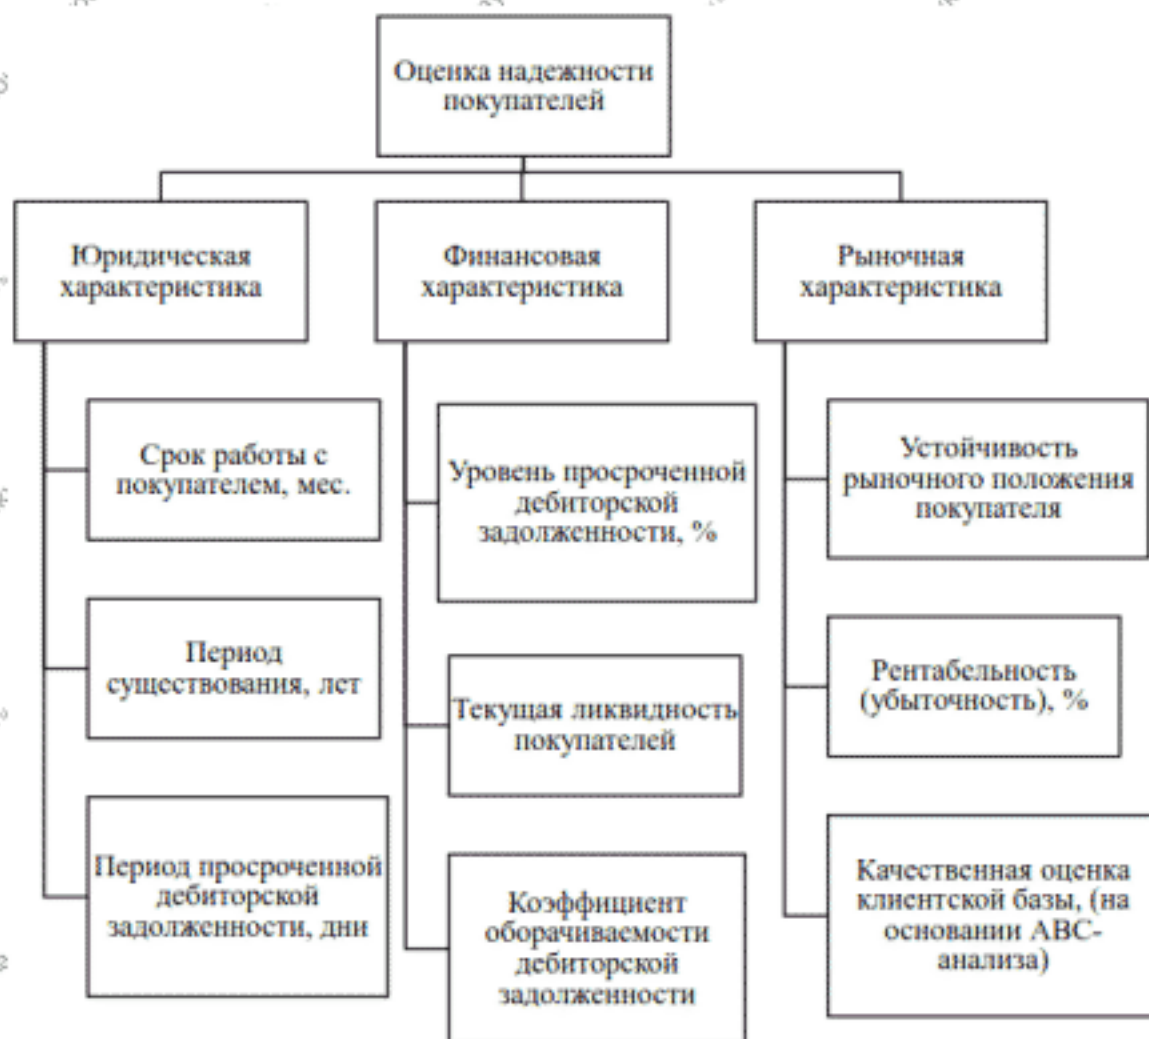 Оценка надежности
покупателей
Юридическая
характеристика
Финансовая
характеристика
Рыночная
характеристика
Срок работы с
покупателем, мес.
Период
существования, лет
Период просроченной
дебиторской
задолженности, дни
Уровень просроченной
дебиторской
задолженности, %
Текущая ликвидность
покупателей
Коэффициент
оборачиваемости
дебиторской
задолженности
Устойчивость
рыночного положения
покупателя
Рентабельность
(убыточность), %
Качественная оценка
клиентской базы, (на
основании АВС-
анализа)